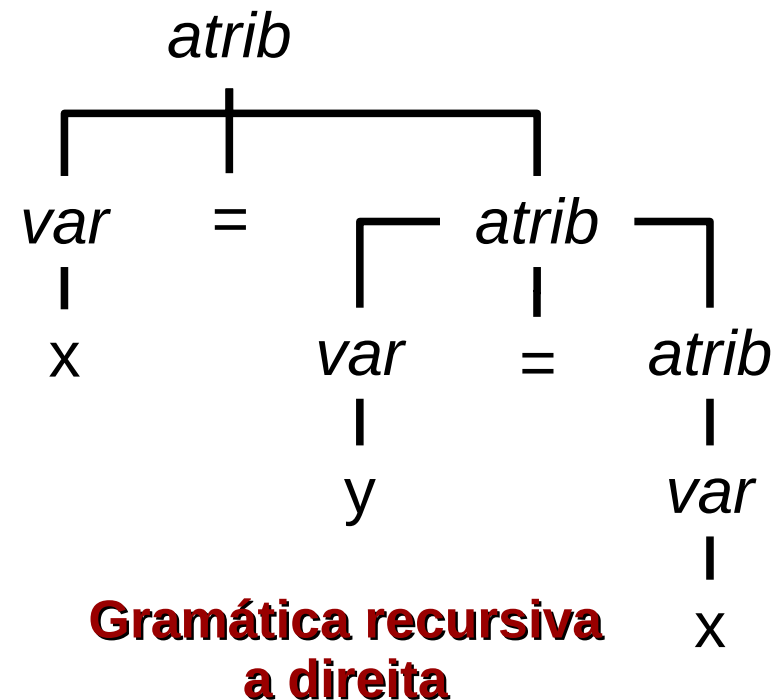 atrib
var = atrib
x var = atrib
y var
x
Gramática recursiva
a direita